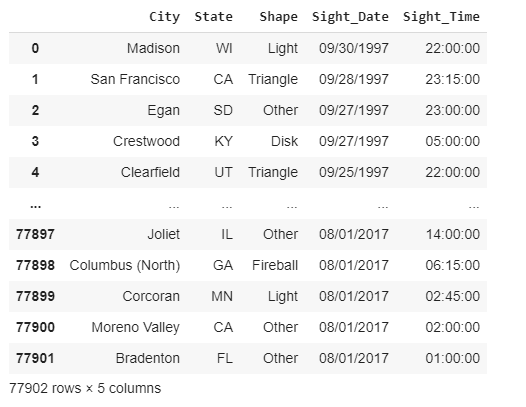 City State Shape Sight_Date Sight_Time
0 Madison WI Light 09/30/1997 22:00:00
1 San Francisco CA Triangle 09/28/1997 23:15:00
2 Egan SD Other 09/27/1997 23:00:00
3 Crestwood KY Disk 09/27/1997 05:00:00
4 Clearfield UT Triangle 09/25/1997 22:00:00
... ... ... ... ... ...
77897 Joliet IL Other 08/01/2017 14:00:00
77898 Columbus (North) GA Fireball 08/01/2017 06:15:00
77899 Corcoran MN Light 08/01/2017 02:45:00
77900 Moreno Valley CA Other 08/01/2017 02:00:00
77901 Bradenton FL Other 08/01/2017 01:00:00
77902 rows × 5 columns